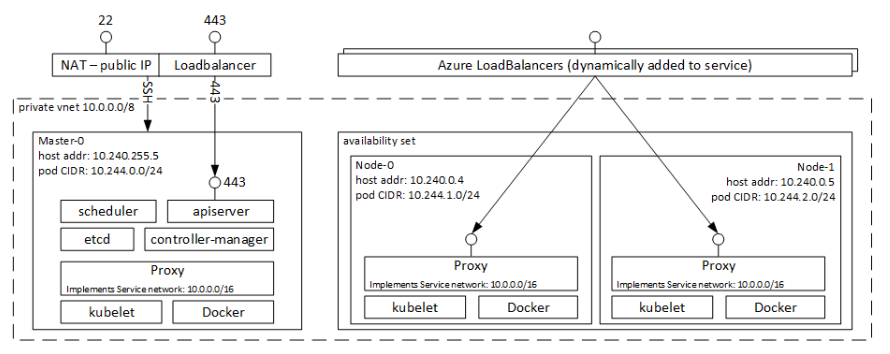 22
443
NAT – public IP
Loadbalancer
Azure LoadBalancers (dynamically added to service)
SSH
443
private vnet 10.0.0.0/8
Master-0
host addr: 10.240.255.5
pod CIDR: 10.244.0.0/24
443
scheduler
apiserver
etcd
controller-manager
Proxy
Implements Service network: 10.0.0.0/16
kubelet
Docker
availability set
Node-0
host addr: 10.240.0.4
pod CIDR: 10.244.1.0/24
Proxy
Implements Service network: 10.0.0.0/16
kubelet
Docker
Node-1
host addr: 10.240.0.5
pod CIDR: 10.244.2.0/24
Proxy
Implements Service network: 10.0.0.0/16
kubelet
Docker